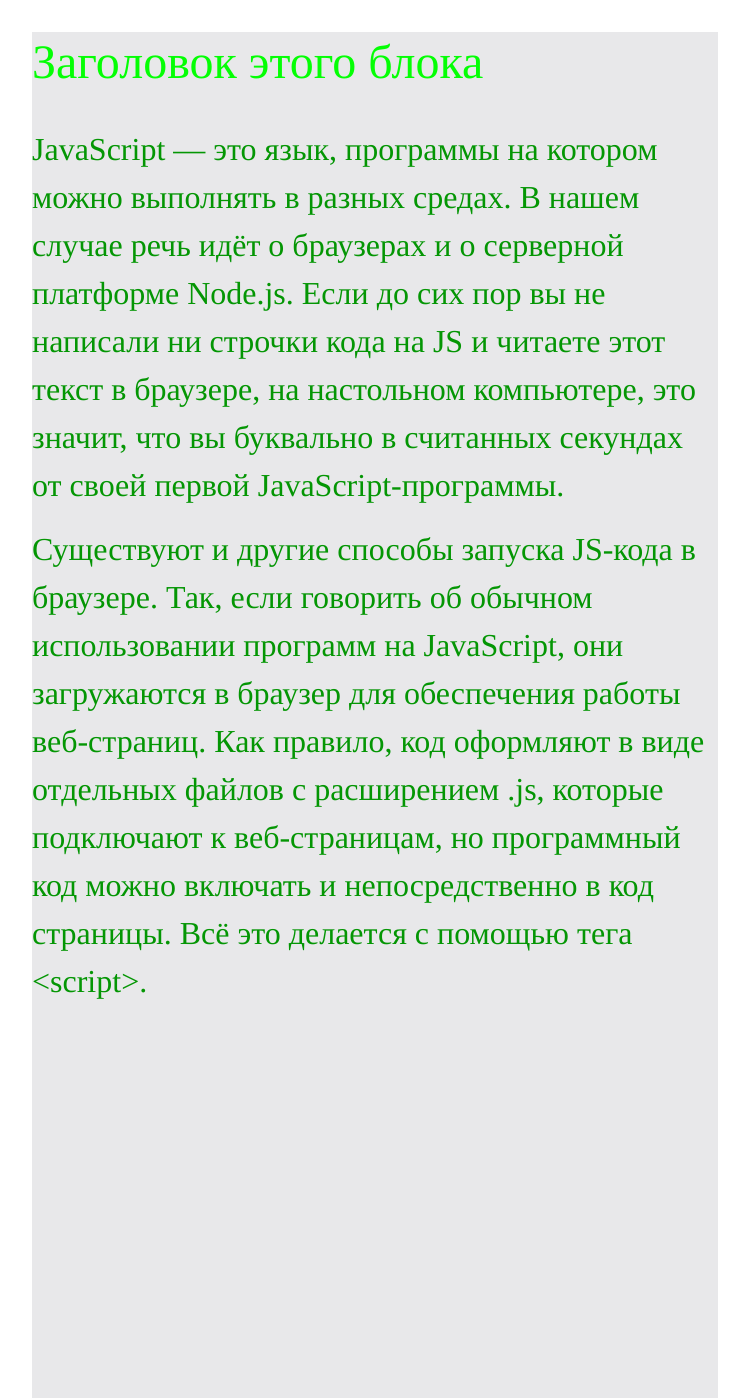 Заголовок этого блока
JavaScript — это язык, программы на котором
можно выполнять в разных средах. В нашем
случае речь идёт о браузерах и о серверной
платформе Node.js. Если до сих пор вы не
написали ни строчки кода на JS и читаете этот
текст в браузере, на настольном компьютере, это
значит, что вы буквально в считанных секундах
от своей первой JavaScript-программы.
Существуют и другие способы запуска JS-кода в
браузере. Так, если говорить об обычном
использовании программ на JavaScript, они
загружаются в браузер для обеспечения работы
веб-страниц. Как правило, код оформляют в виде
отдельных файлов с расширением .js, которые
подключают к веб-страницам, но программный
код можно включать и непосредственно в код
страницы. Всё это делается с помощью тега
<script>.